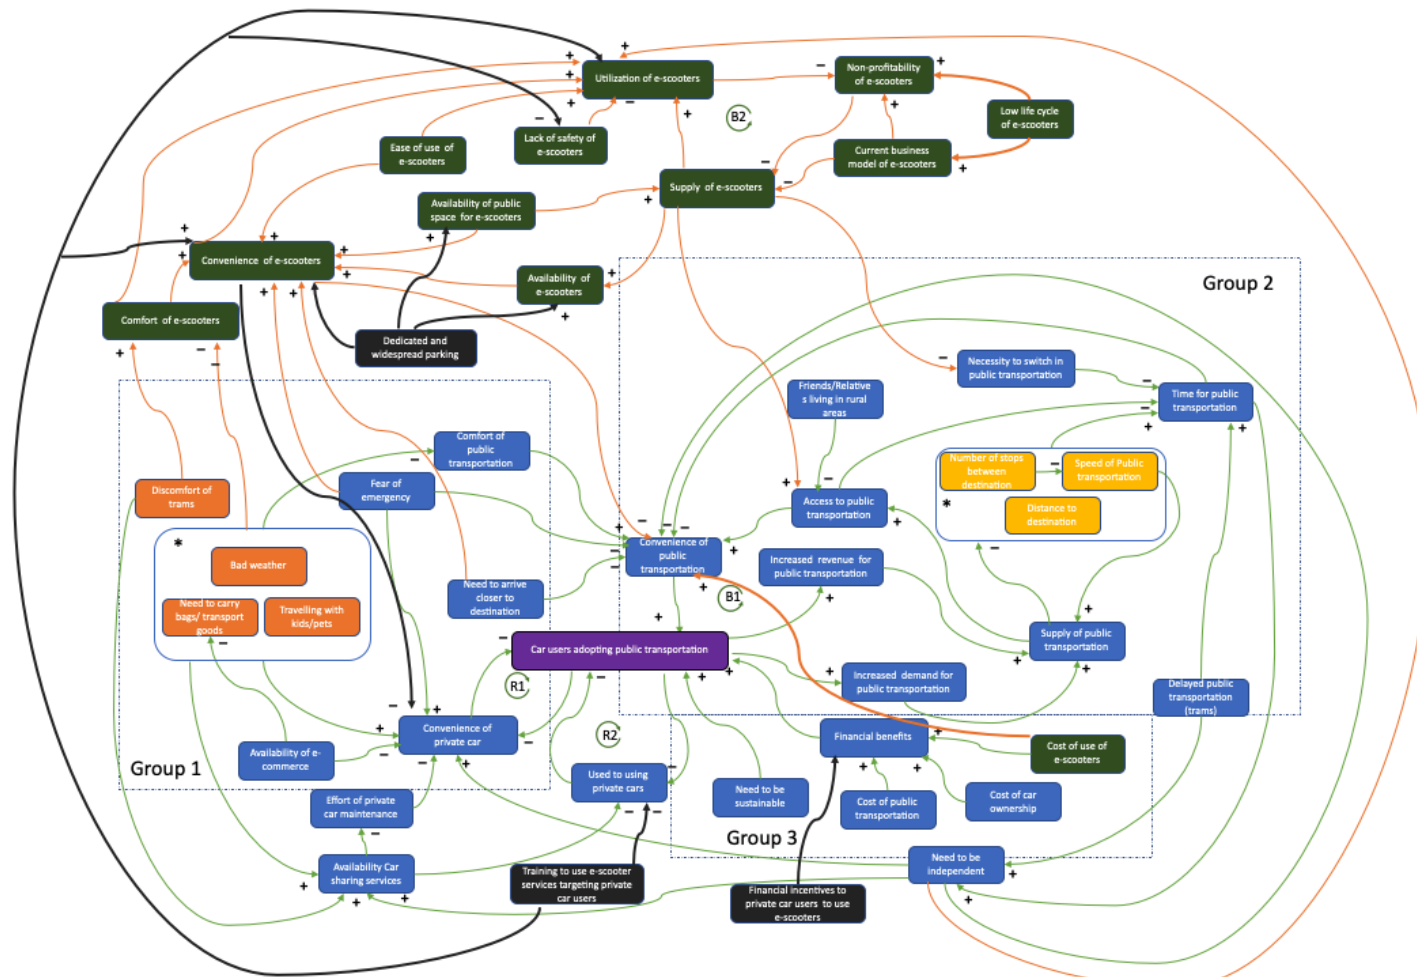 Utilization of e-scooters
Non-profitability
of e-scooters
Low life cycle
of e-scooters
B2
Lack of safety of
e-scooters
Ease of use of
e-scooters
Current business
model of e-scooters
Supply of e-scooters
Availability of public
space for e-scooters
Convenience of e-scooters
Availability of
e-scooters
Group 2
Comfort of e-scooters
Dedicated and
widespread parking
Necessity to switch in
public transportation
Friends/Relative
s living in rural
areas
Time for public
transportation
Comfort of
public
transportation
Number of stops
between
destination
Speed of Public
transportation
Discomfort of
trams
Fear of
emergency
Access to public
transportation
*
Distance to
destination
*
Bad weather
Convenience of
public
transportation
Increased revenue for
public transportation
Need to arrive
closer to
destination
B1
Need to carry
bags/ transport
goods
Travelling with
kids/pets
Supply of public
transportation
Car users adopting public transportation
R1
Increased demand for
public transportation
Delayed public
transportation
(trams)
Convenience of
private car
R2
Financial benefits
Cost of use of
e-scooters
Availability of e-
commerce
Group 1
Used to using
private cars
Need to be
sustainable
Cost of public
transportation
Cost of car
ownership
Effort of private
car maintenance
Group 3
Availability Car
sharing services
Training to use e-scooter
services targeting private
car users
Financial incentives to
private car users to use
e-scooters
Need to be
independent